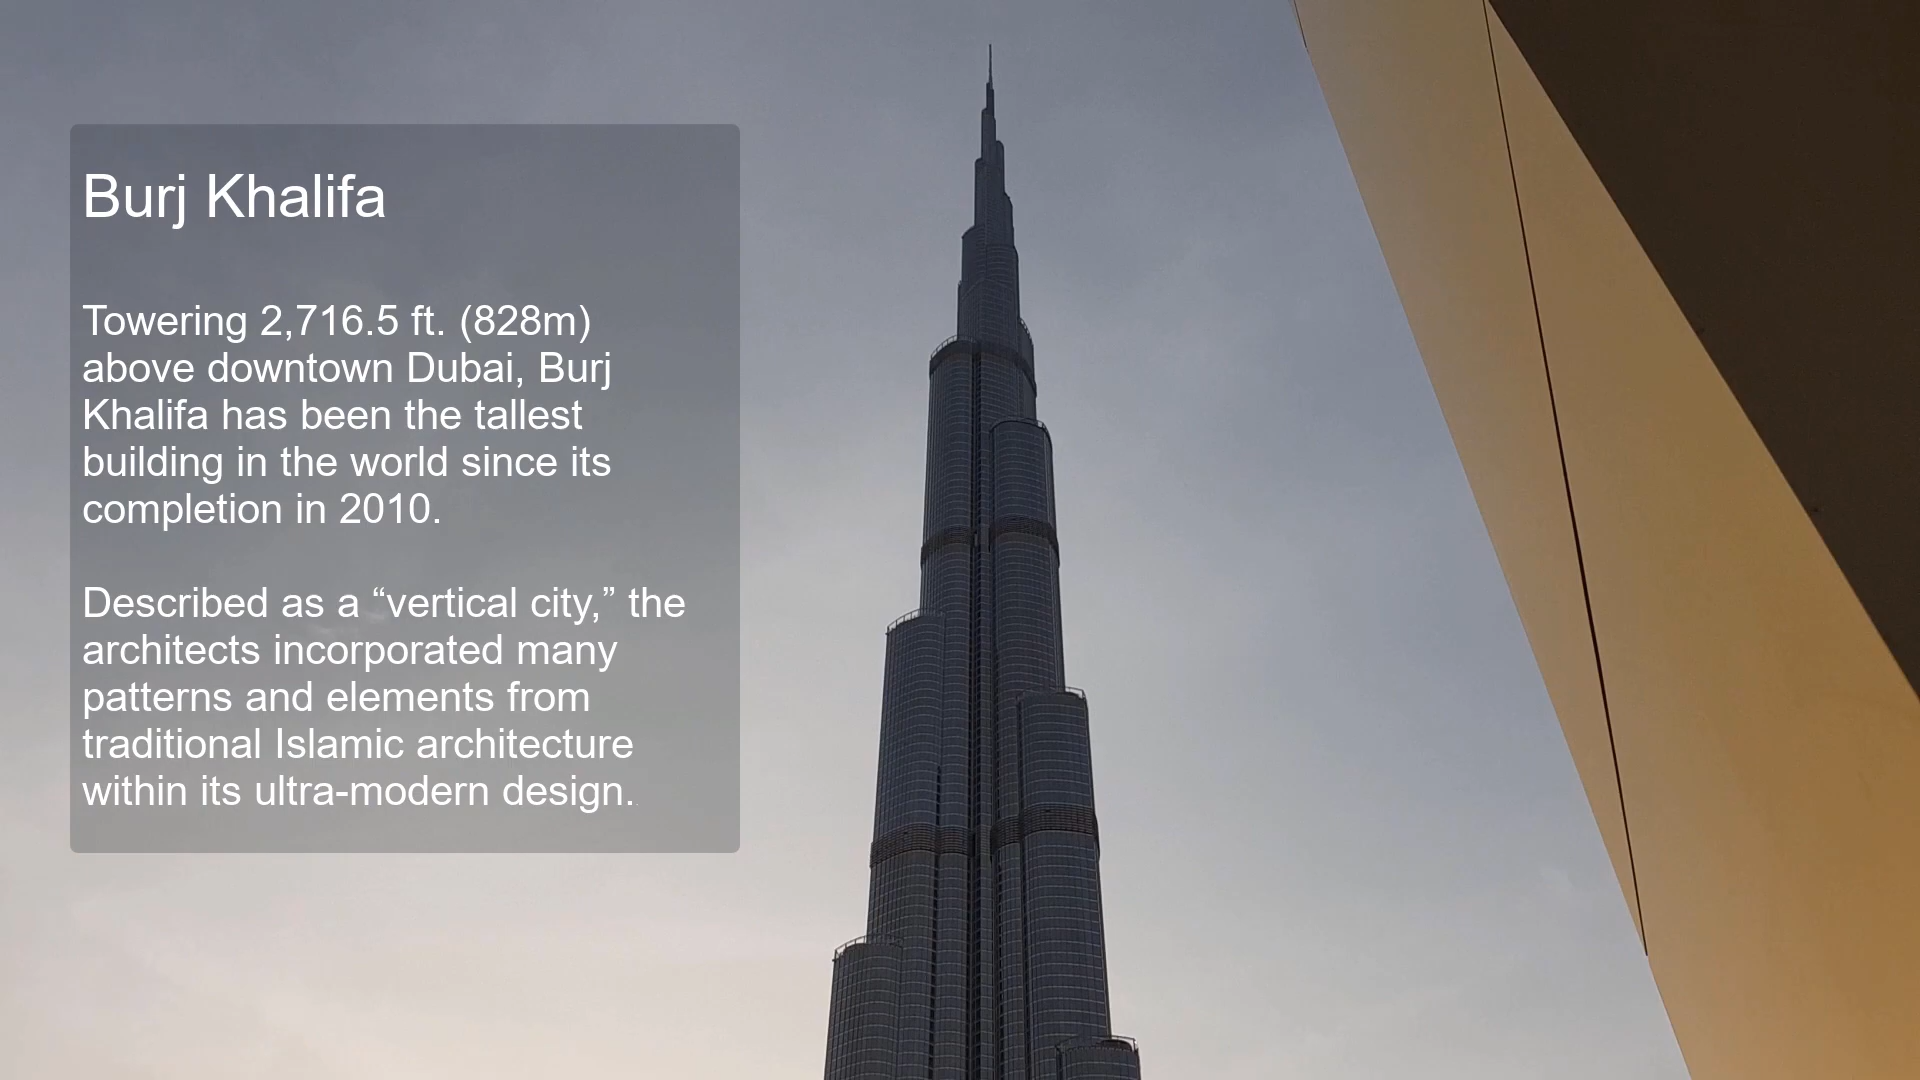 Burj Khalifa
Towering 2,716.5 ft. (828m)
above downtown Dubai, Burj
Khalifa has been the tallest
building in the world since its
completion in 2010.
Described as a “vertical city,” the
architects incorporated many
patterns and elements from
traditional Islamic architecture
within its ultra-modern design.